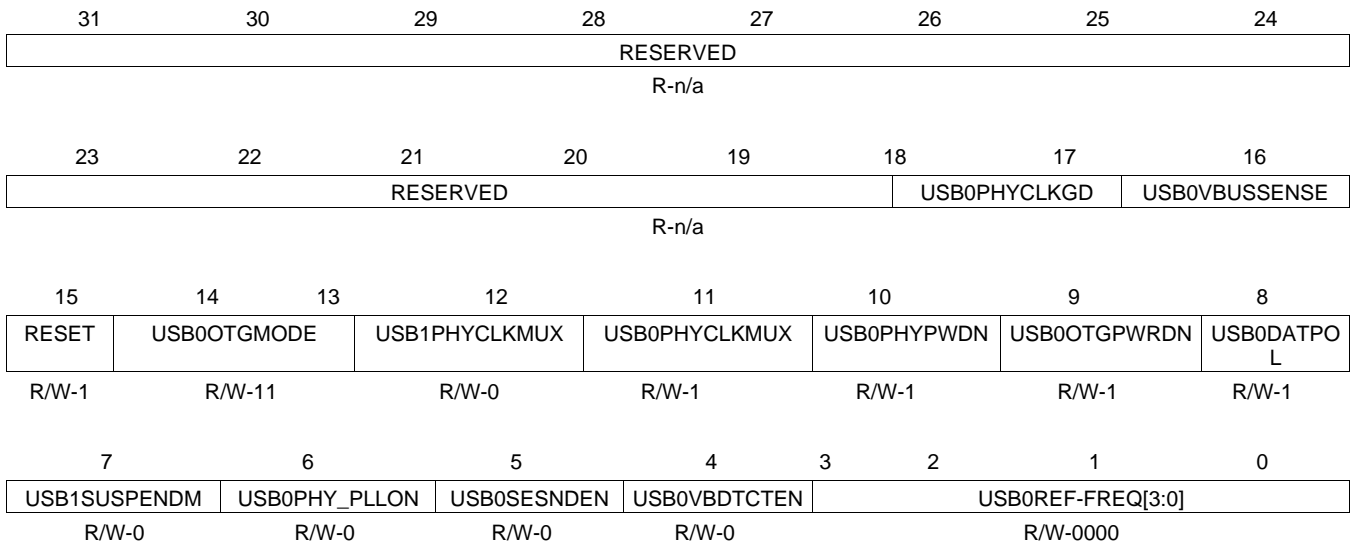 31 30 29 28 27 26 25 24
RESERVED
R-n/a
23 22 21 20 19 18 17 16
RESERVED USB0PHYCLKGD USB0VBUSSENSE
R-n/a
15 14 13 12 11 10 9 8
RESET USB0OTGMODE USB1PHYCLKMUX USB0PHYCLKMUX USB0PHYPWDN USB0OTGPWRDN USB0DATPO
L
R/W-1 R/W-11 R/W-0 R/W-1 R/W-1 R/W-1 R/W-1
7 6 5 4 3 2 1 0
USB1SUSPENDM USB0PHY_PLLON USB0SESNDEN USB0VBDTCTEN USB0REF-FREQ[3:0]
R/W-0 R/W-0 R/W-0 R/W-0 R/W-0000